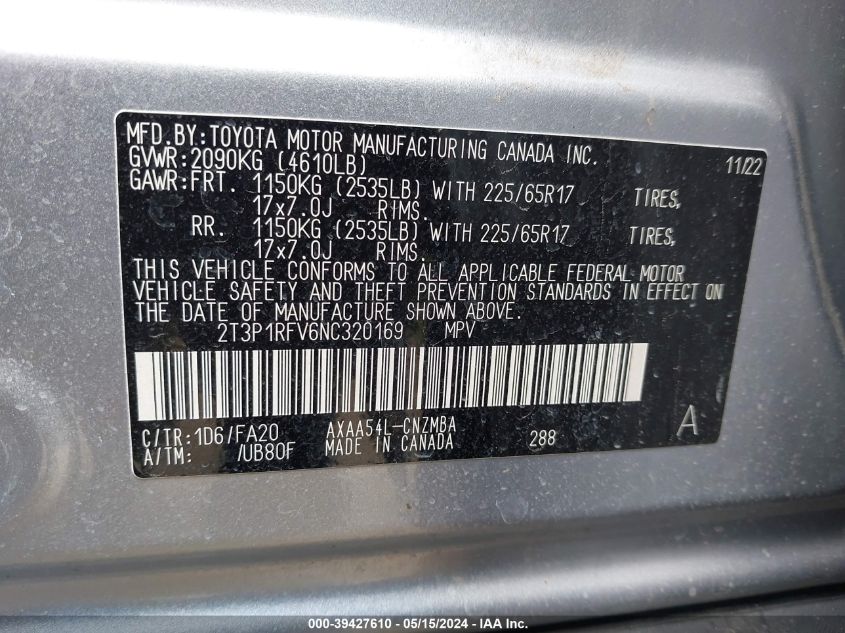 MFD.BY:TOYOTA MOTOR MANUFACTURING CANADA INC.
GVWR:2090KG (4610LB) 11/22
GAWR:FRT. 1150KG (2535LB) WITH 225/65R17 TIRES,
17x7.0J RIMS.
RR. 1150KG (2535LB) WITH 225/65R17 TIRES,
17x7.0J RIMS.
THIS VEHICLE CONFORMS TO ALL APPLICABLE FEDERAL MOTOR
VEHICLE SAFETY AND THEFT PREVENTION STANDARDS IN EFFECT ON
THE DATE OF MANUFACTURE SHOWN ABOVE.
2T3P1RFV6NC320169 MPV
C/TR:1D6/FA20 AXAA54L-CNZMBA
A/TM: /UB80F MADE IN CANADA 288 A
000-39427610 - 05/15/2024 - IAA Inc.